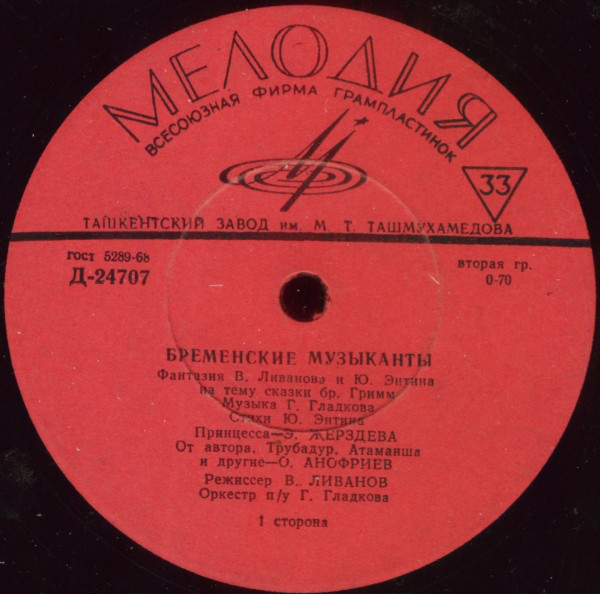 МЕЛОДИЯ
ВСЕСОЮЗНАЯ ФИРМА ГРАМПЛАСТИНОК
33
ТАШКЕНТСКИЙ ЗАВОД им. М. Т. ТАШМУХАМЕДОВА
ГОСТ 5289-68
Д-24707
вторая гр.
0-70
БРЕМЕНСКИЕ МУЗЫКАНТЫ
Фантазия В. Ливанова и Ю. Энтина
на тему сказки бр. Гримм
Музыка Г. Гладкова
Стихи Ю. Энтина
Принцесса—Э. ЖЕРЗДЕВА
От автора, Трубадур, Атаманша
и другие—О. АНОФРИЕВ
Режиссер В. ЛИВАНОВ
Оркестр п/у Г. Гладкова
1 сторона